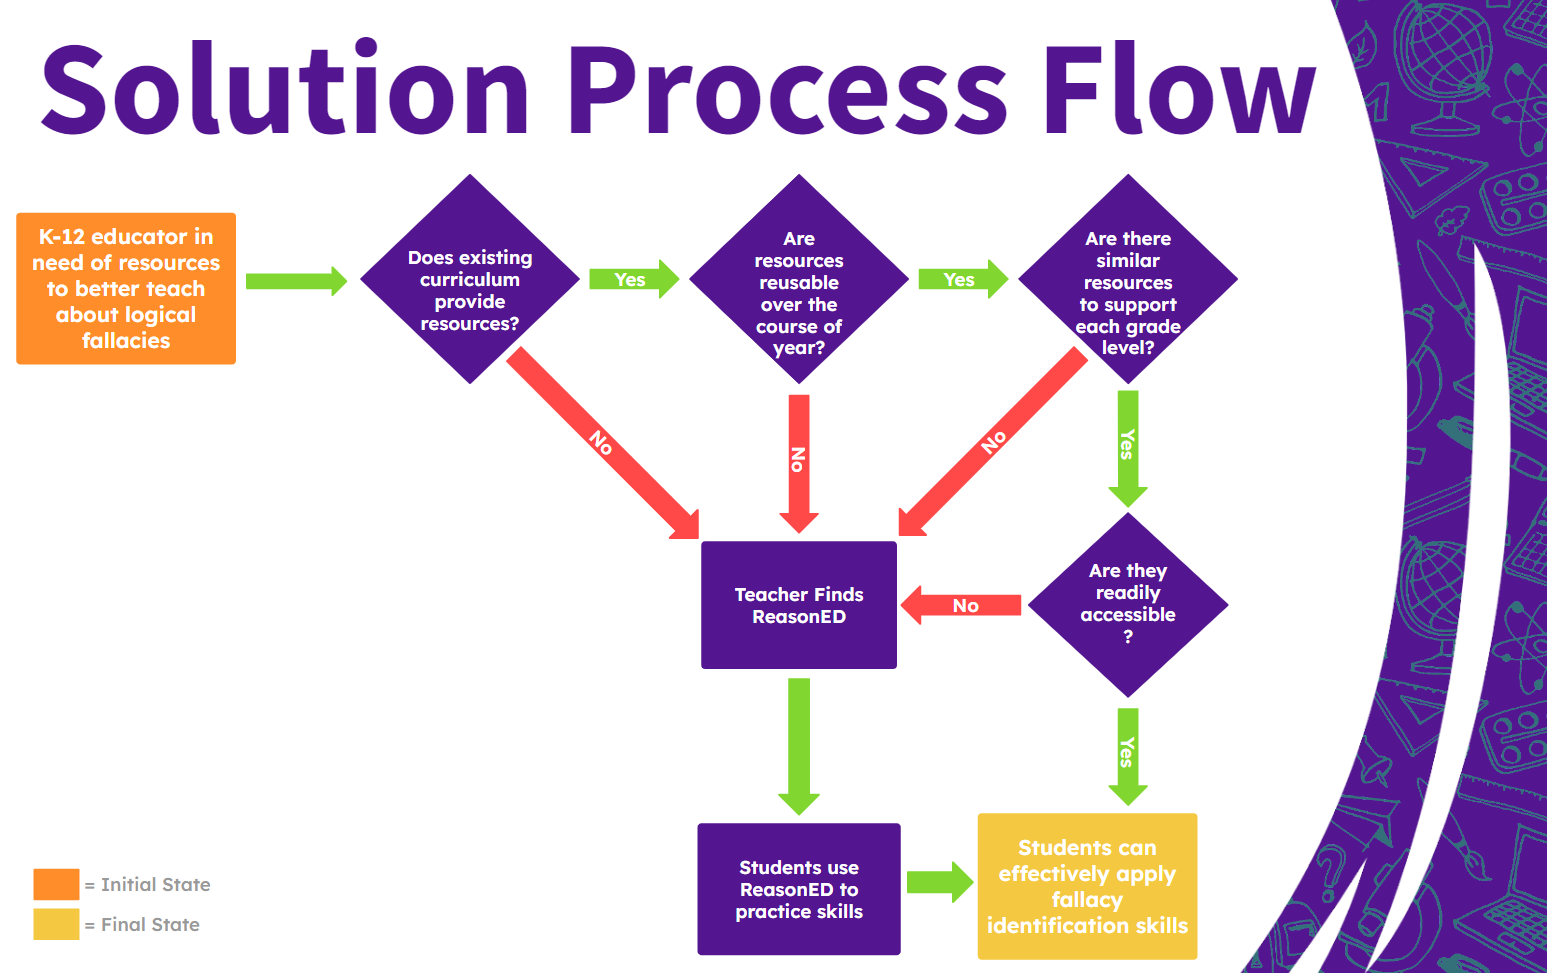 Solution Process Flow
K-12 educator in
need of resources
to better teach
about logical
fallacies
Does existing
curriculum
provide
resources?
Yes
Are
resources
reusable
over the
course of
year?
Yes
Are there
similar
resources
to support
each grade
level?
No
No
No
Yes
Teacher Finds
ReasonED
No
Are they
readily
accessible
?
Yes
Students use
ReasonED to
practice skills
Students can
effectively apply
fallacy
identification skills
= Initial State
= Final State